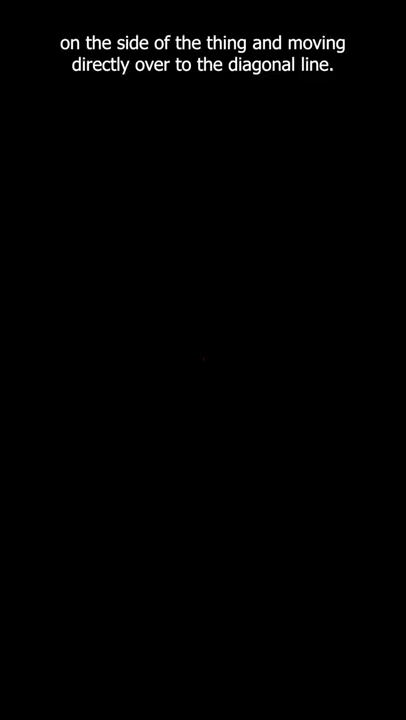 on the side of the thing and moving
directly over to the diagonal line.